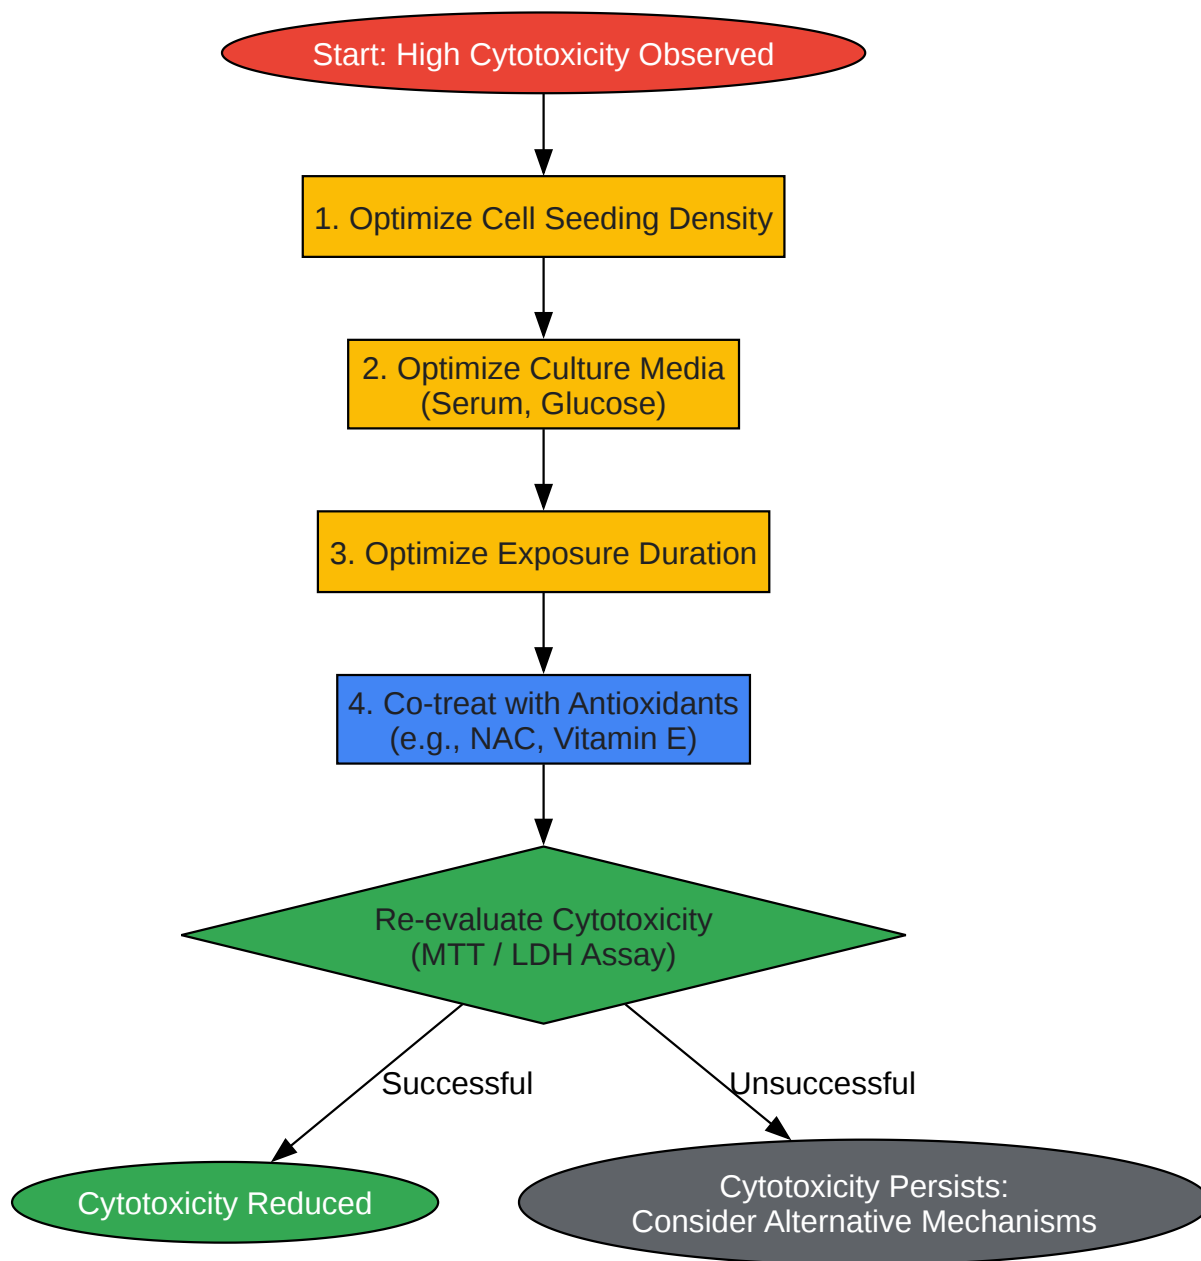 Start: High Cytotoxicity Observed
1. Optimize Cell Seeding Density
2. Optimize Culture Media
(Serum, Glucose)
3. Optimize Exposure Duration
4. Co-treat with Antioxidants
(e.g., NAC, Vitamin E)
Re-evaluate Cytotoxicity
(MTT / LDH Assay)
Successful
Unsuccessful
Cytotoxicity Reduced
Cytotoxicity Persists:
Consider Alternative Mechanisms